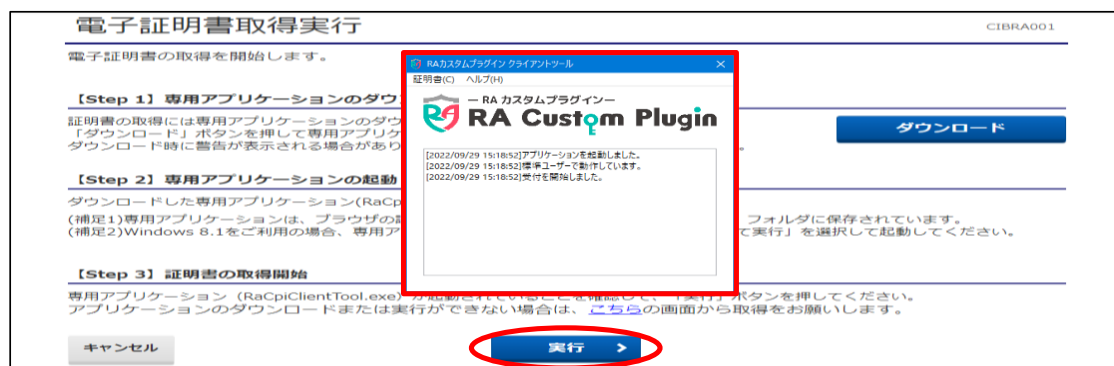 電子証明書取得実行
CIBRA001
電子証明書の取得を開始します。
【Step 1】専用アプリケーションのダウ
証明書の取得には専用アプリケーションのダウ
「ダウンロード」ボタンを押して専用アプリケ
ダウンロード時に警告が表示される場合があり
ダウンロード
【Step 2】専用アプリケーションの起動
ダウンロードした専用アプリケーション(RaCp
(補足1)専用アプリケーションは、ブラウザの
フォルダに保存されています。
(補足2)Windows 8.1をご利用の場合、専用ア
て実行」を選択して起動してください。
【Step 3】証明書の取得開始
専用アプリケーション（RaCpiClientTool.exe）が起動されていることを確認して、「実行」ボタンを押してください。
アプリケーションのダウンロードまたは実行ができない場合は、こちらの画面から取得をお願いします。
キャンセル
実行 >
RAカスタムプラグイン クライアントツール
証明書(C) ヘルプ(H)
― RA カスタムプラグイン―
RA Custom Plugin
[2022/09/29 15:18:52]アプリケーションを起動しました。
[2022/09/29 15:18:52]標準ユーザーで動作しています。
[2022/09/29 15:18:52]受付を開始しました。